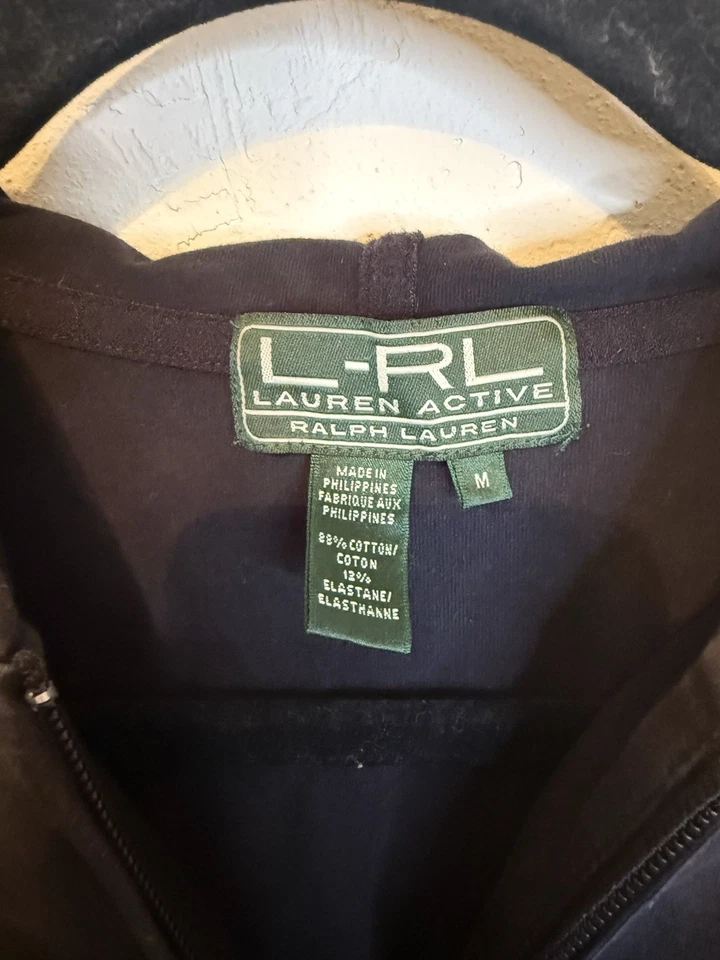 L-RL
LAUREN ACTIVE
RALPH LAUREN
MADE IN
PHILIPPINES
FABRIQUE AUX
PHILIPPINES
88% COTTON/
COTON
12%
ELASTANE/
ELASTHANNE
M